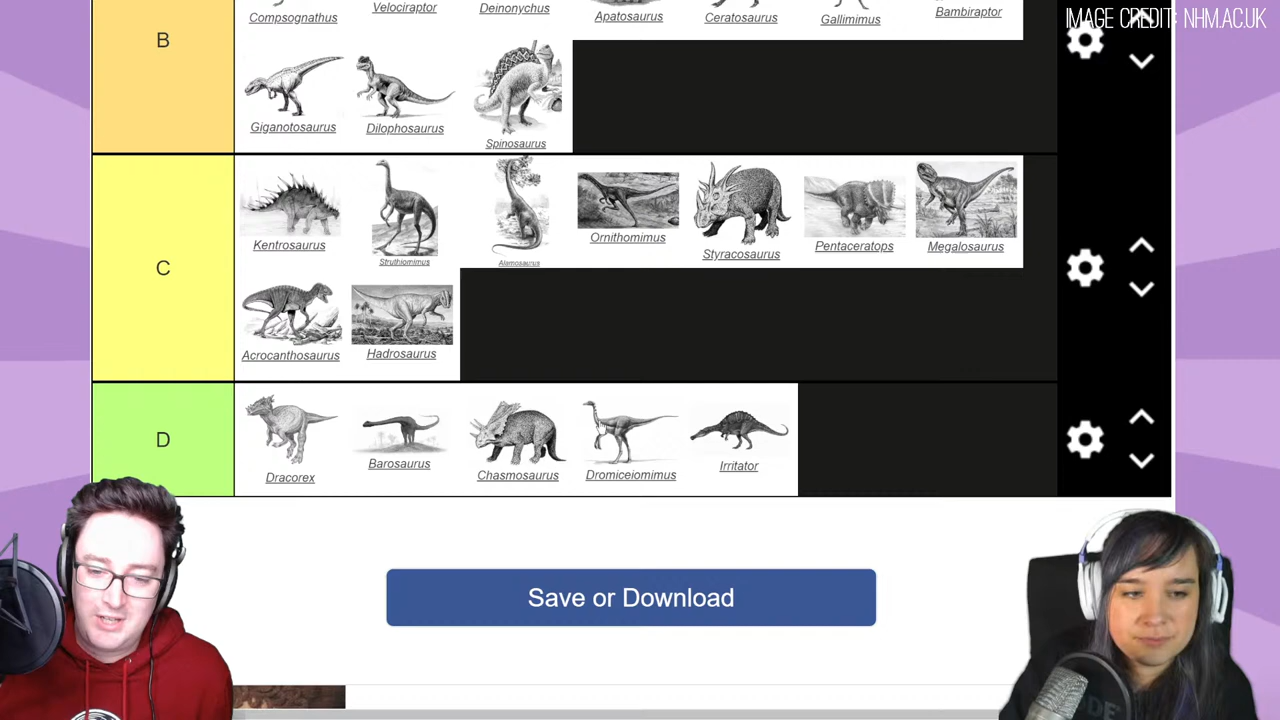 IMAGE CREDIT: NHM.AC.UK
B
Compsognathus
Velociraptor
Deinonychus
Apatosaurus
Ceratosaurus
Gallimimus
Bambiraptor
Giganotosaurus
Dilophosaurus
Spinosaurus
C
Kentrosaurus
Struthiomimus
Alamosaurus
Ornithomimus
Styracosaurus
Pentaceratops
Megalosaurus
Acrocanthosaurus
Hadrosaurus
D
Dracorex
Barosaurus
Chasmosaurus
Dromiceiomimus
Irritator
Save or Download